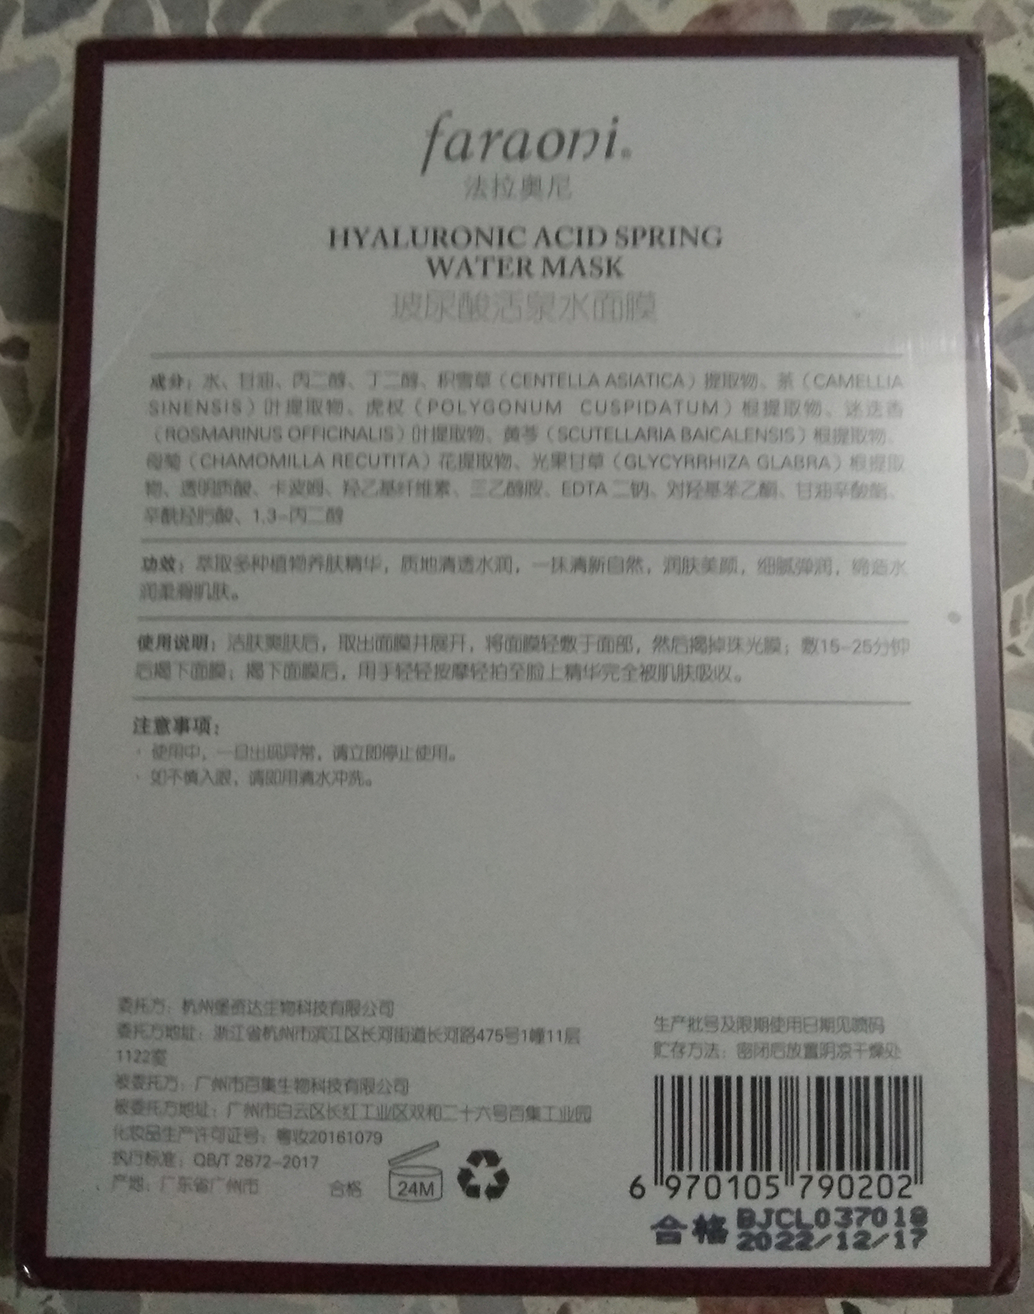 faraoni®
法拉奥尼
HYALURONIC ACID SPRING
WATER MASK
玻尿酸活泉水面膜
成分：水、甘油、丙二醇、丁二醇、积雪草（CENTELLA ASIATICA）提取物、茶（CAMELLIA
SINENSIS）叶提取物、虎杖（POLYGONUM CUSPIDATUM）根提取物、迷迭香
（ROSMARINUS OFFICINALIS）叶提取物、黄芩（SCUTELLARIA BAICALENSIS）根提取物、
母菊（CHAMOMILLA RECUTITA）花提取物、光果甘草（GLYCYRRHIZA GLABRA）根提取
物、透明质酸、卡波姆、羟乙基纤维素、三乙醇胺、EDTA 二钠、对羟基苯乙酮、甘油辛酸酯、
辛酰羟肟酸、1,3-丙二醇
功效：萃取多种植物养肤精华，质地清透水润，一抹清新自然，润肤美颜，细腻弹润，缔造水
润柔滑肌肤。
使用说明：洁肤爽肤后，取出面膜并展开，将面膜轻敷于面部，然后揭掉珠光膜；敷15-25分钟
后揭下面膜；揭下面膜后，用手轻轻按摩轻拍至脸上精华完全被肌肤吸收。
注意事项：
· 使用中，一旦出现异常，请立即停止使用。
· 如不慎入眼，请即用清水冲洗。
委托方：杭州堡达生物科技有限公司
委托方地址：浙江省杭州市滨江区长河街道长河路475号1幢11层
1122室
被委托方：广州市百集生物科技有限公司
被委托方地址：广州市白云区长红工业区双和二十六号百集工业园
化妆品生产许可证号：粤妆20161079
执行标准：QB/T 2872-2017
产地：广东省广州市
合格
24M
生产批号及限期使用日期见喷码
贮存方法：密闭后放置阴凉干燥处
6 970105 790202
合格 BJCL037018
2022/12/17